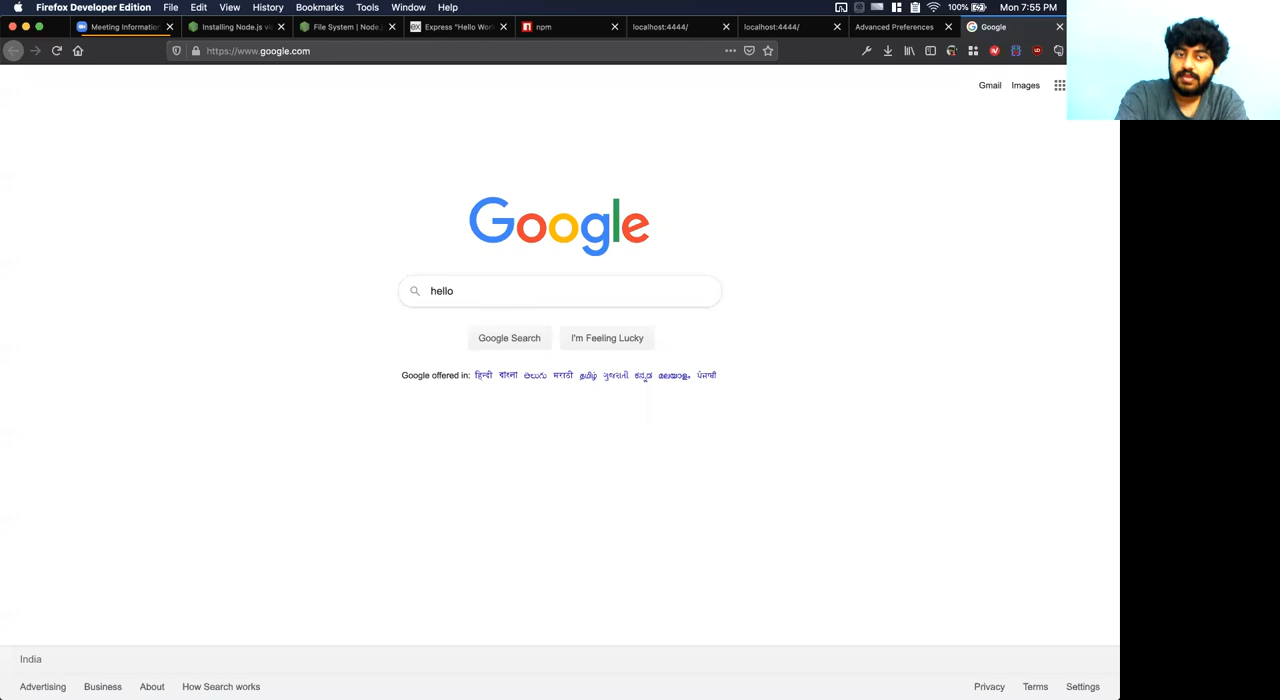 Firefox Developer Edition File Edit View History Bookmarks Tools Window Help 100% Mon 7:55 PM
Meeting Information Installing Node.js vi File System | Node. Express "Hello Wor npm localhost:4444/ localhost:4444/ Advanced Preferences Google
https://www.google.com
Gmail Images
Google
hello
Google Search I'm Feeling Lucky
Google offered in: हिन्दी বাংলা తెలుగు मराठी தமிழ் ગુજરાતી ಕನ್ನಡ മലയാളം ਪੰਜਾਬੀ
India
Advertising Business About How Search works Privacy Terms Settings